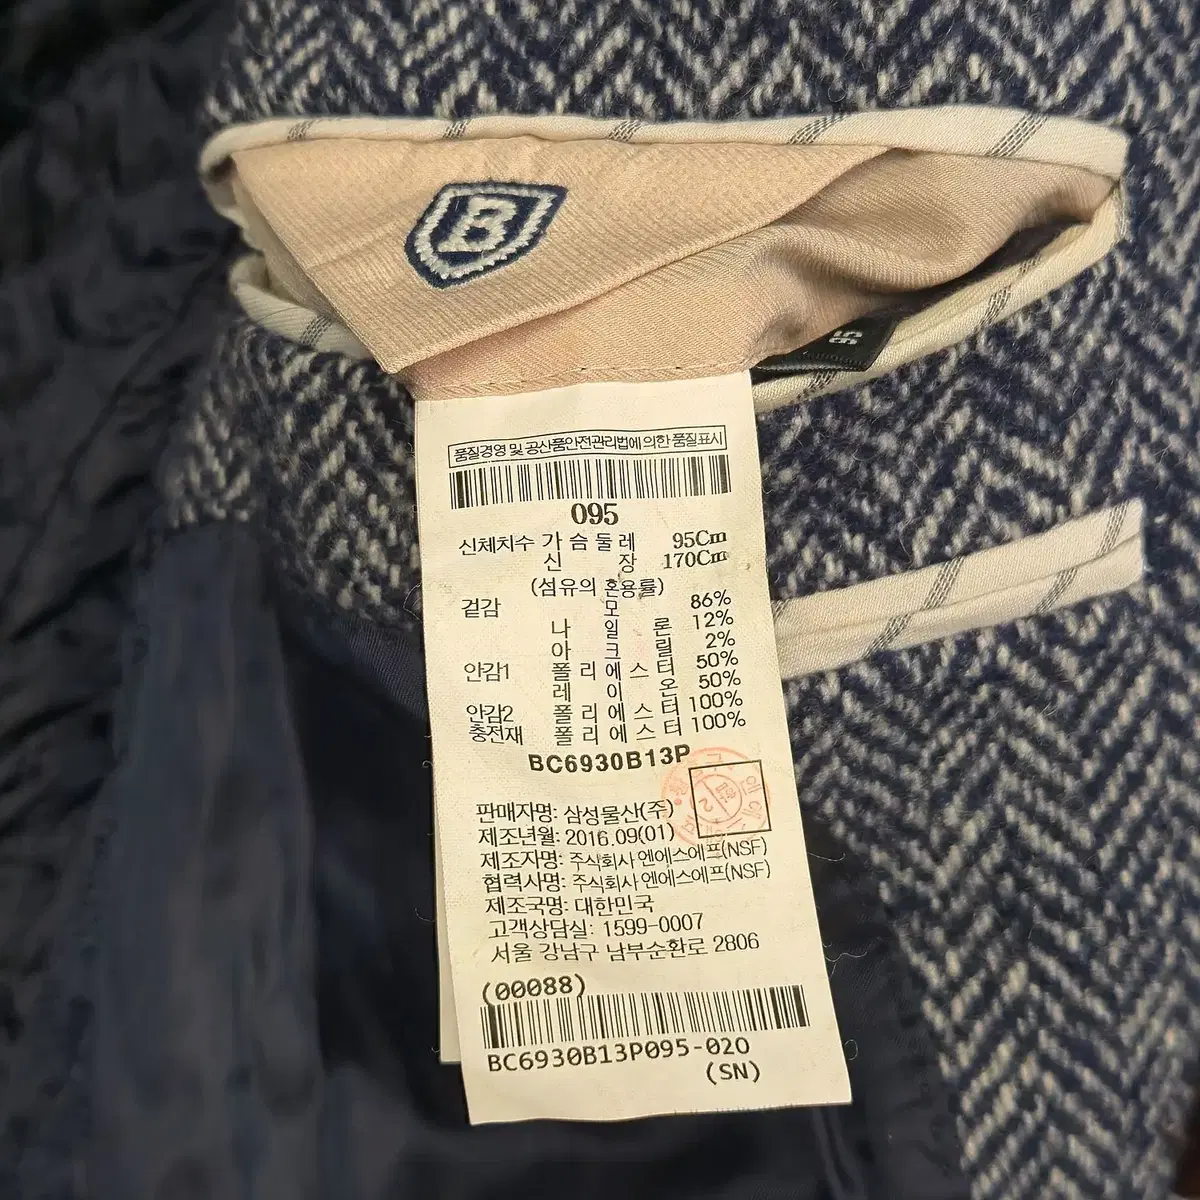 B
95
품질경영 및 공산품안전관리법에 의한 품질표시
095
신체치수 가슴둘레 95Cm
신장 170Cm
(섬유의 혼용률)
겉감 모 86%
나일론 12%
아크릴 2%
안감1 폴리에스터 50%
레이온 50%
안감2 폴리에스터 100%
충전재 폴리에스터 100%
BC6930B13P
판매자명: 삼성물산(주)
제조년월: 2016.09(01)
제조자명: 주식회사 엔에스에프(NSF)
협력사명: 주식회사 엔에스에프(NSF)
제조국명: 대한민국
고객상담실: 1599-0007
서울 강남구 남부순환로 2806
(00088)
BC6930B13P095-020
(SN)